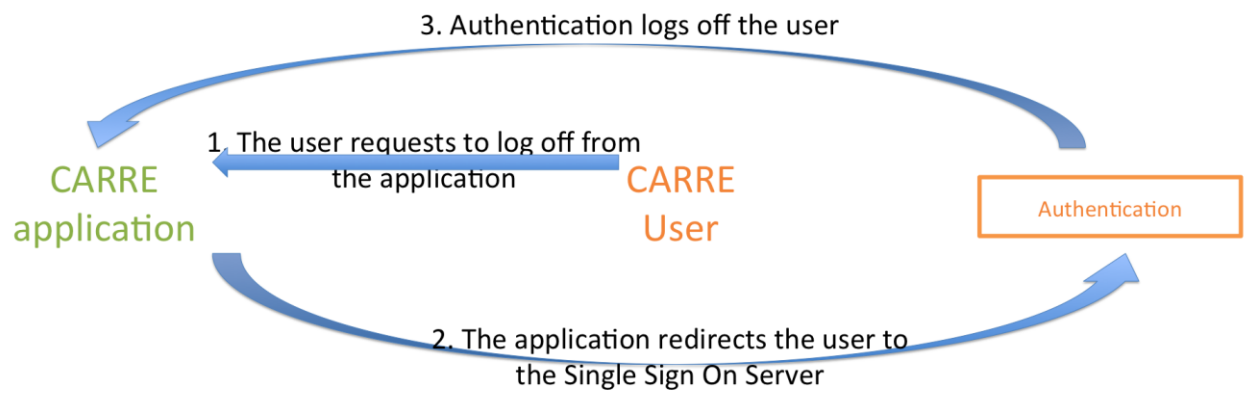 3. Authentication logs off the user
1. The user requests to log off from
the application
CARRE
application
CARRE
User
Authentication
2. The application redirects the user to
the Single Sign On Server